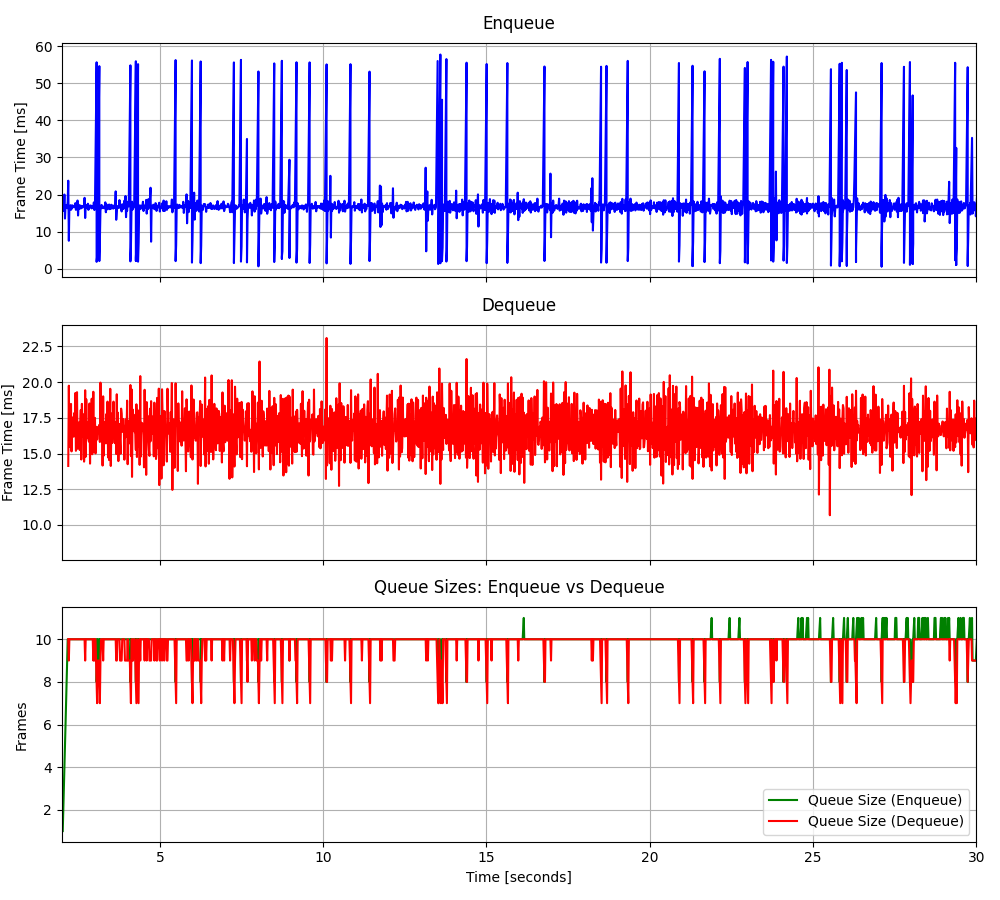 Enqueue
60
50
40
30
20
10
0
Frame Time [ms]
Dequeue
22.5
20.0
17.5
15.0
12.5
10.0
Frame Time [ms]
Queue Sizes: Enqueue vs Dequeue
10
8
6
4
2
Frames
Queue Size (Enqueue)
Queue Size (Dequeue)
5 10 15 20 25 30
Time [seconds]